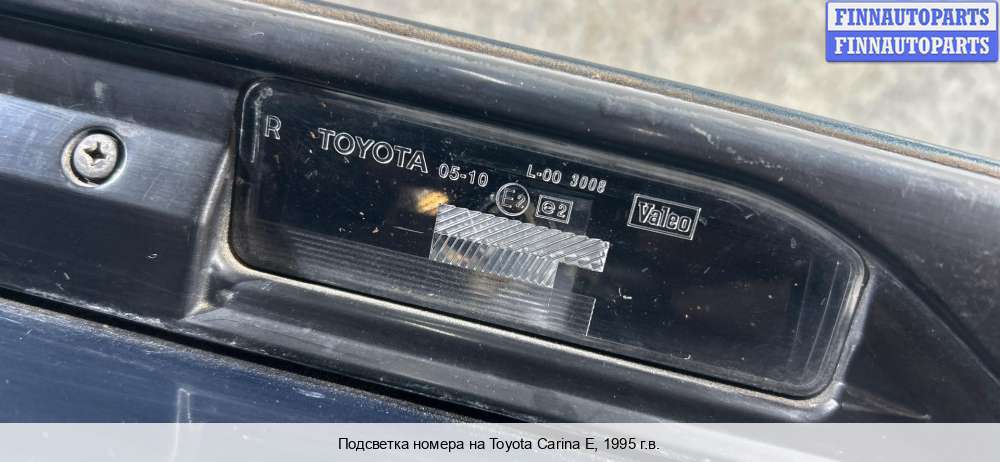 FINNAUTOPARTS
FINNAUTOPARTS
R TOYOTA 05-10 L-00 3008
E2 e2 Valeo
Подсветка номера на Toyota Carina E, 1995 г.в.